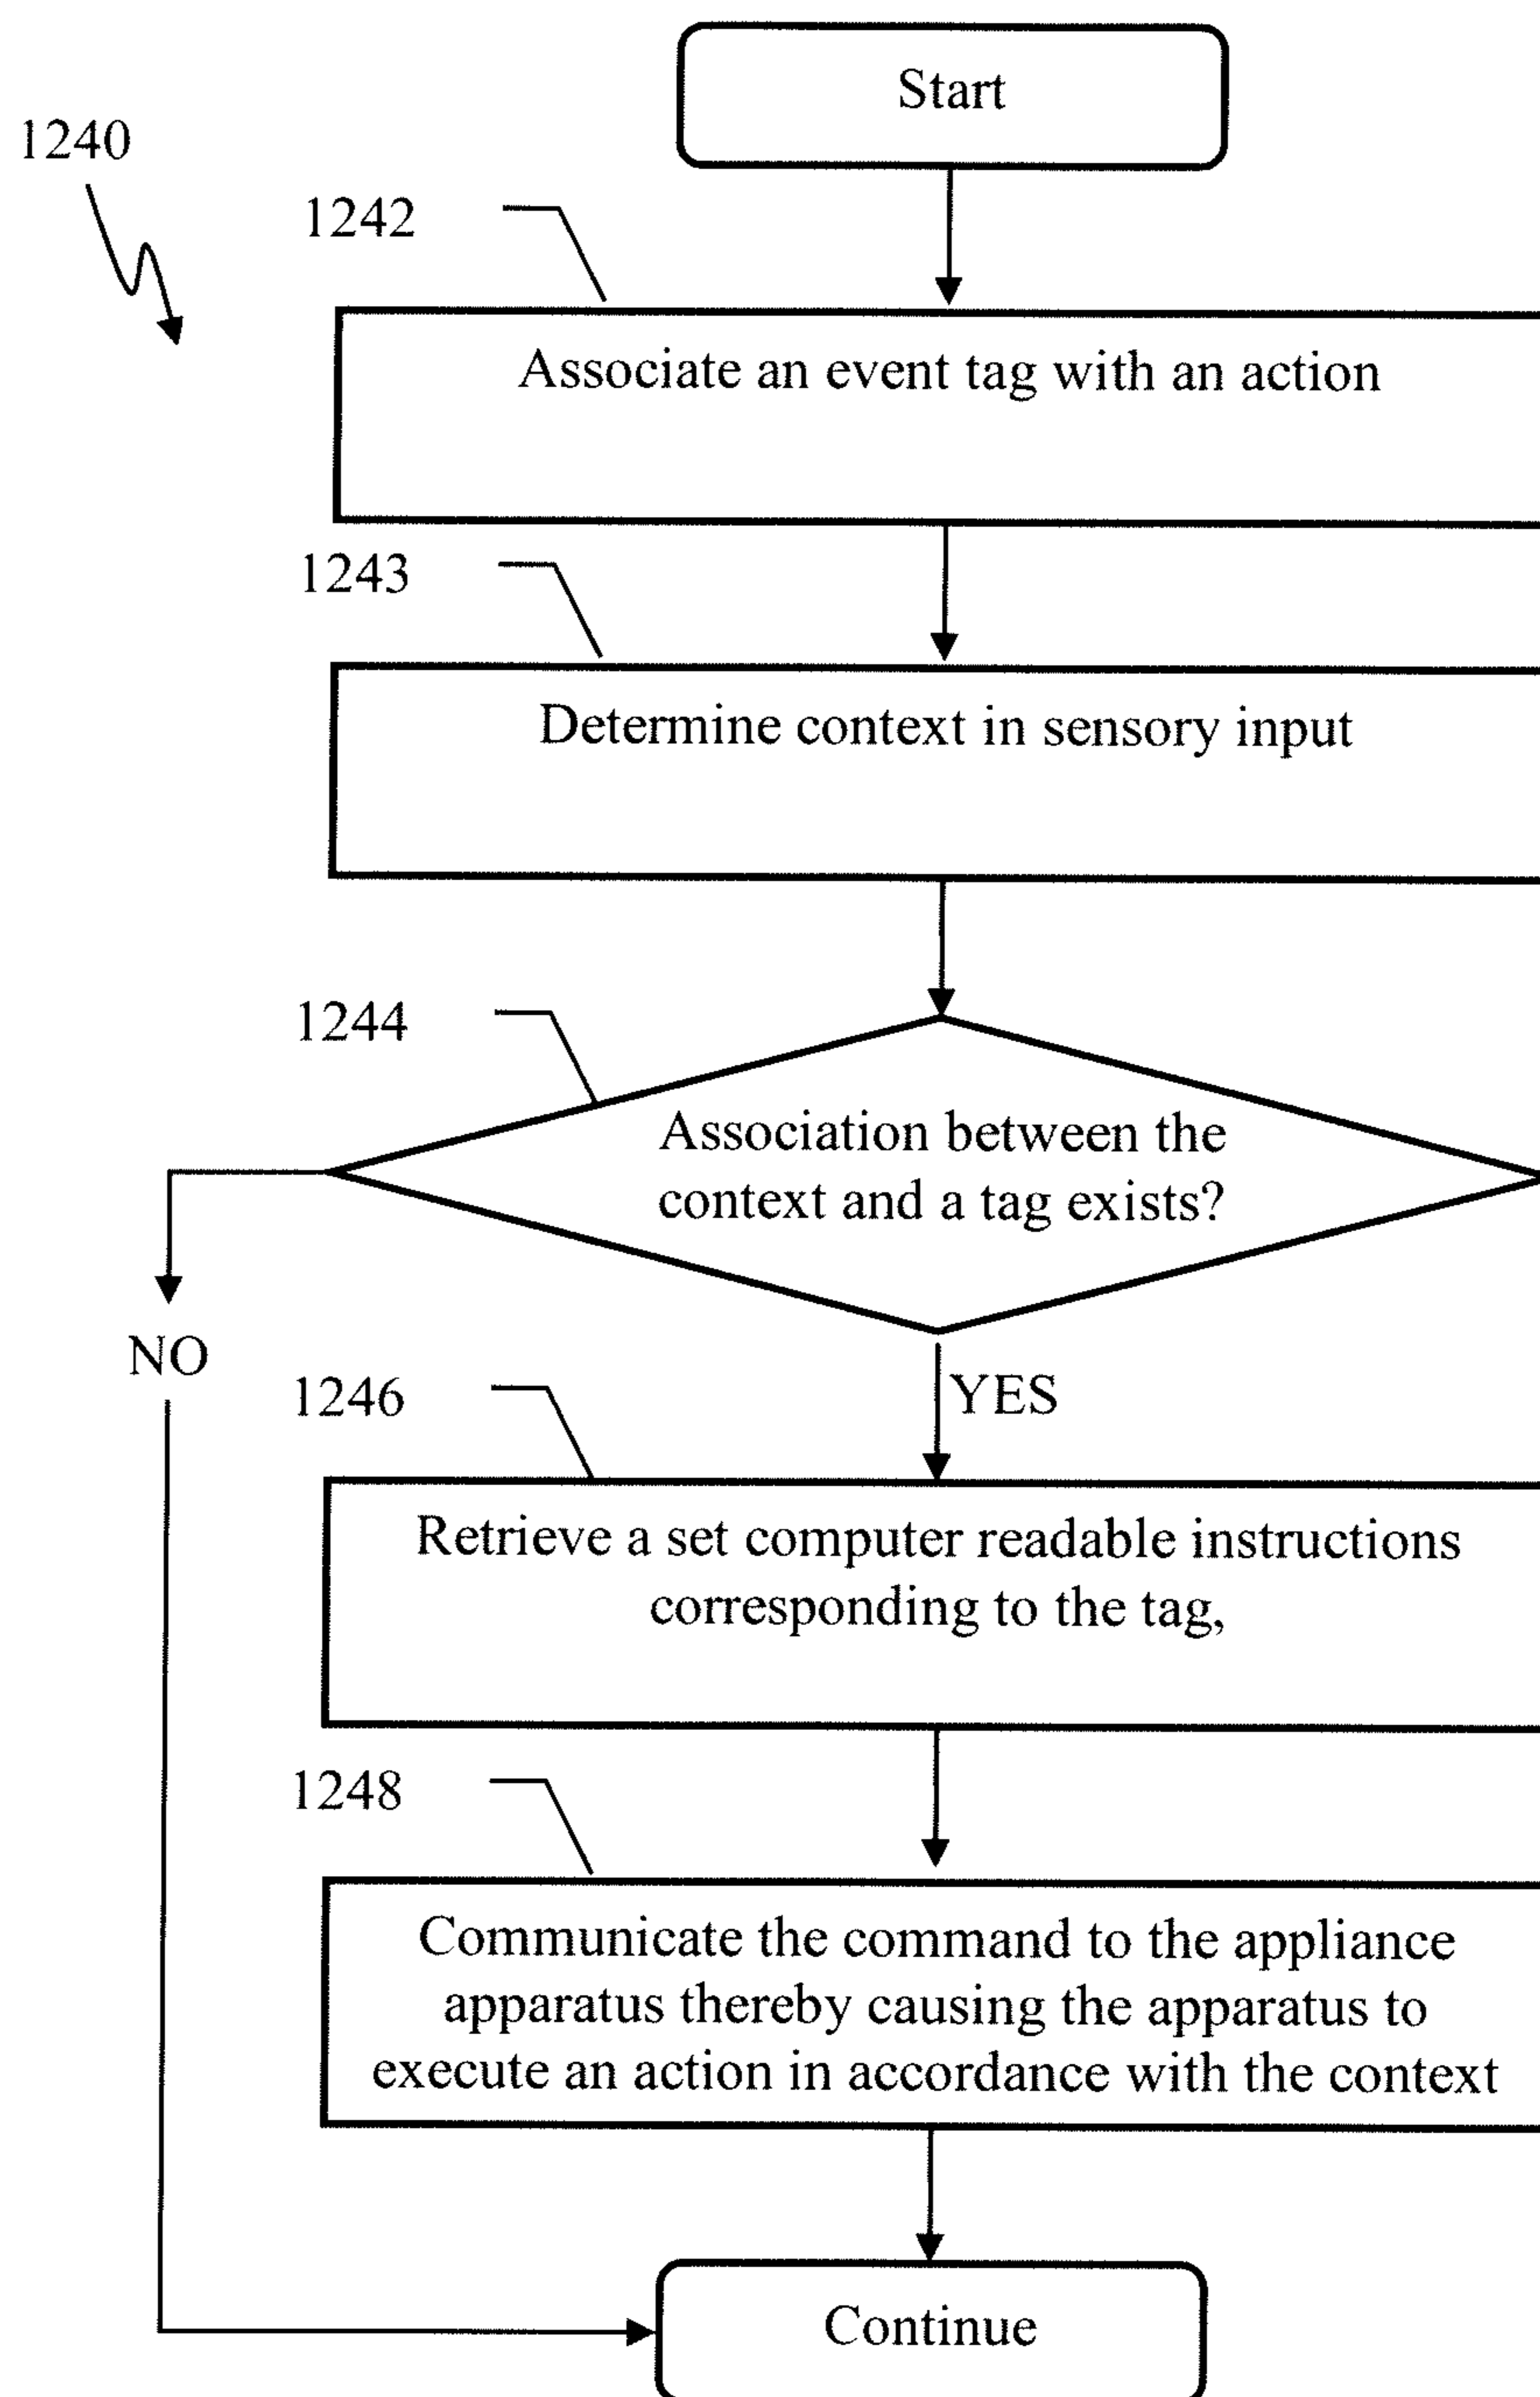 Start
1240
1242
Associate an event tag with an action
1243
Determine context in sensory input
1244
Association between the
context and a tag exists?
NO
YES
1246
Retrieve a set computer readable instructions
corresponding to the tag,
1248
Communicate the command to the appliance
apparatus thereby causing the apparatus to
execute an action in accordance with the context
Continue